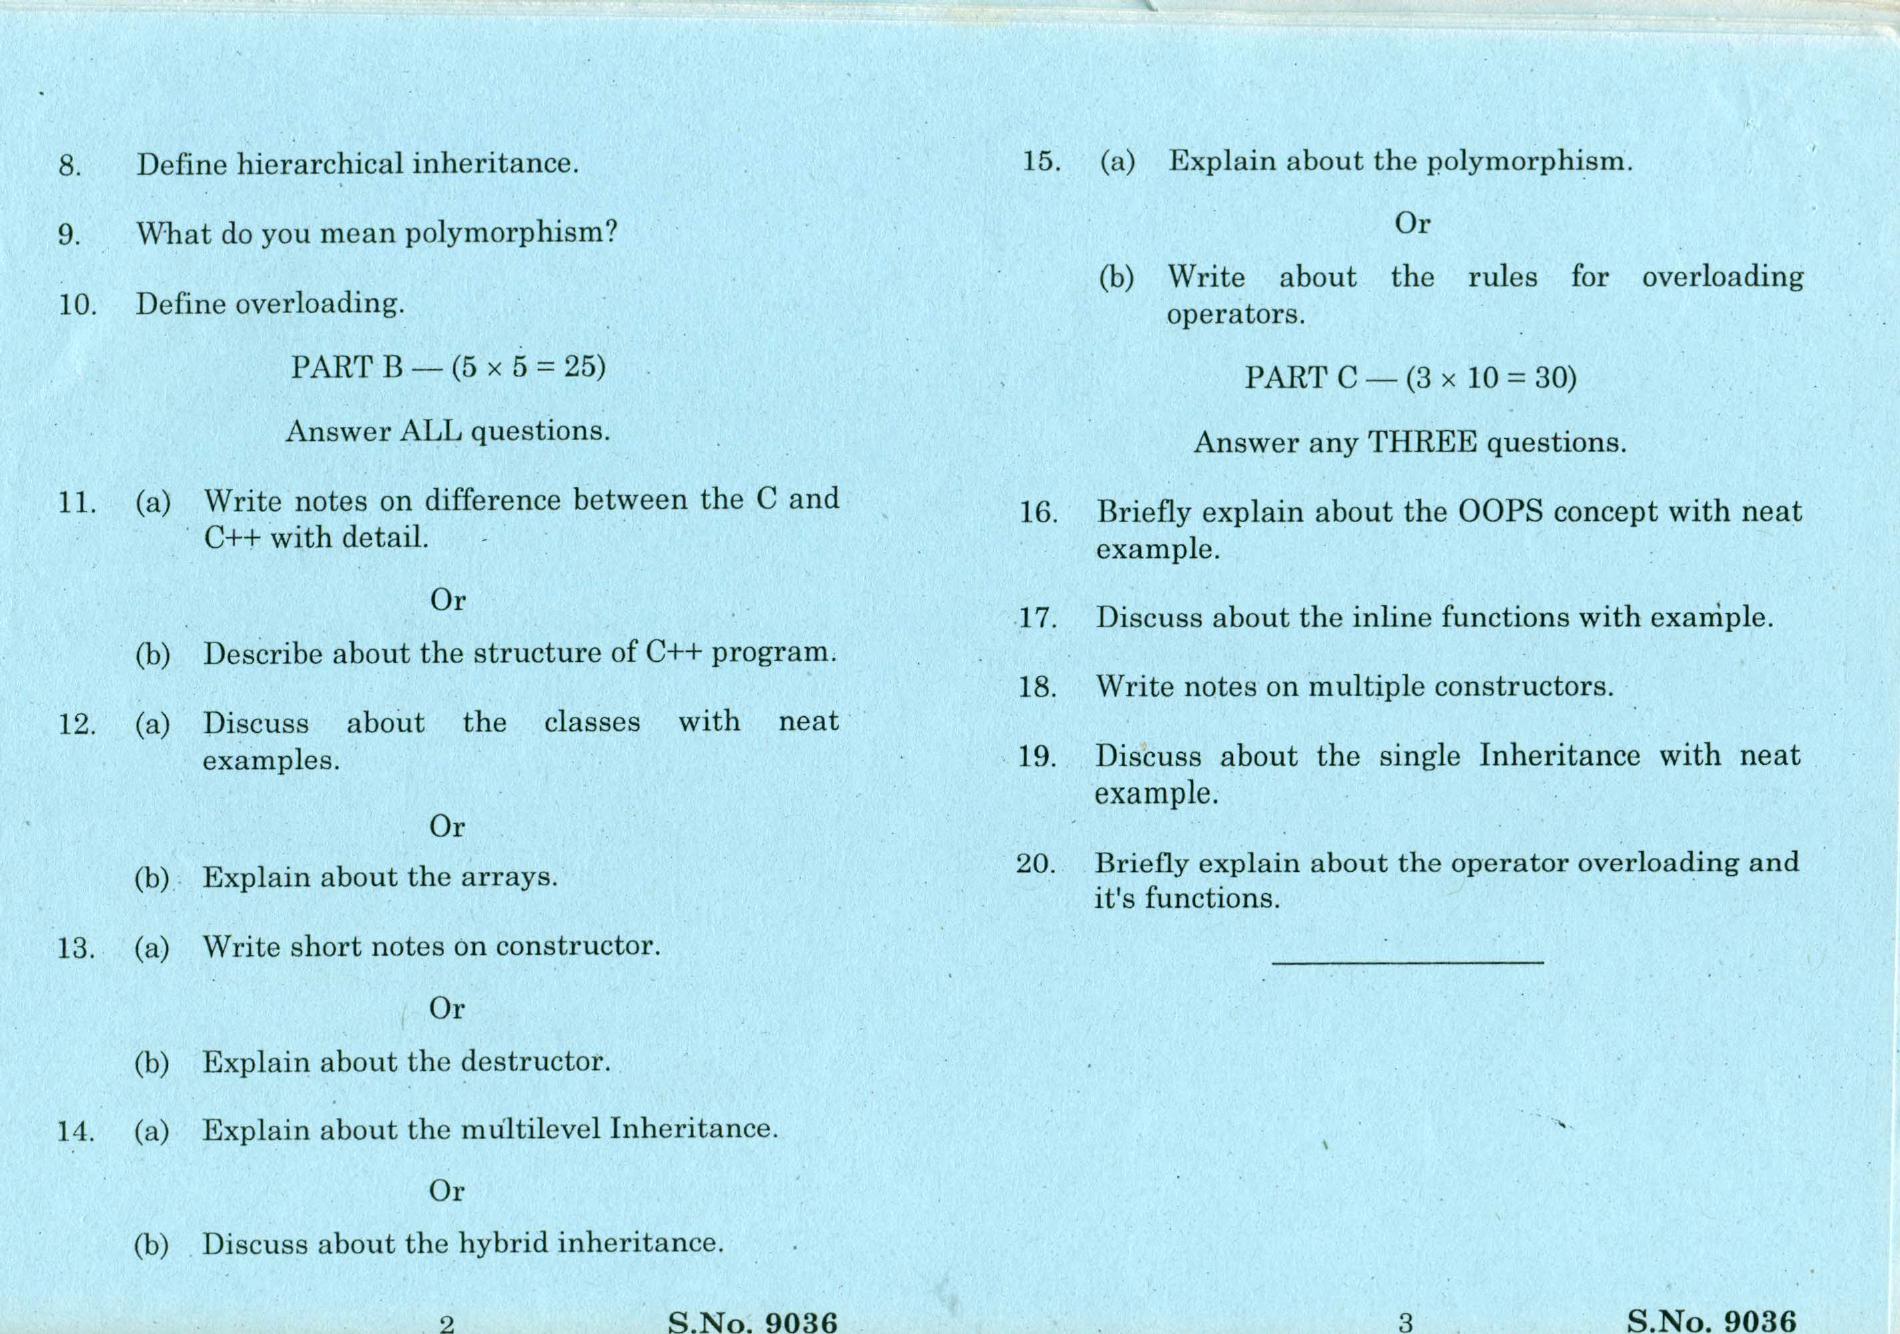 8. Define hierarchical inheritance.
9. What do you mean polymorphism?
10. Define overloading.
PART B — (5 × 5 = 25)
Answer ALL questions.
11. (a) Write notes on difference between the C and
C++ with detail.
Or
(b) Describe about the structure of C++ program.
12. (a) Discuss about the classes with neat
examples.
Or
(b) Explain about the arrays.
13. (a) Write short notes on constructor.
Or
(b) Explain about the destructor.
14. (a) Explain about the multilevel Inheritance.
Or
(b) Discuss about the hybrid inheritance.
2 S.No. 9036
15. (a) Explain about the polymorphism.
Or
(b) Write about the rules for overloading
operators.
PART C — (3 × 10 = 30)
Answer any THREE questions.
16. Briefly explain about the OOPS concept with neat
example.
17. Discuss about the inline functions with example.
18. Write notes on multiple constructors.
19. Discuss about the single Inheritance with neat
example.
20. Briefly explain about the operator overloading and
it's functions.
3 S.No. 9036